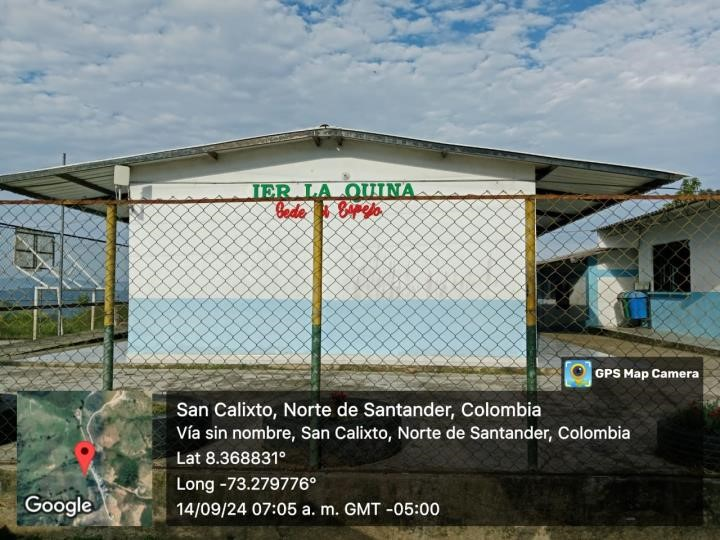 IER LA QUINA
Sede El Espejo
GPS Map Camera
San Calixto, Norte de Santander, Colombia
Vía sin nombre, San Calixto, Norte de Santander, Colombia
Lat 8.368831°
Long -73.279776°
14/09/24 07:05 a. m. GMT -05:00
Google